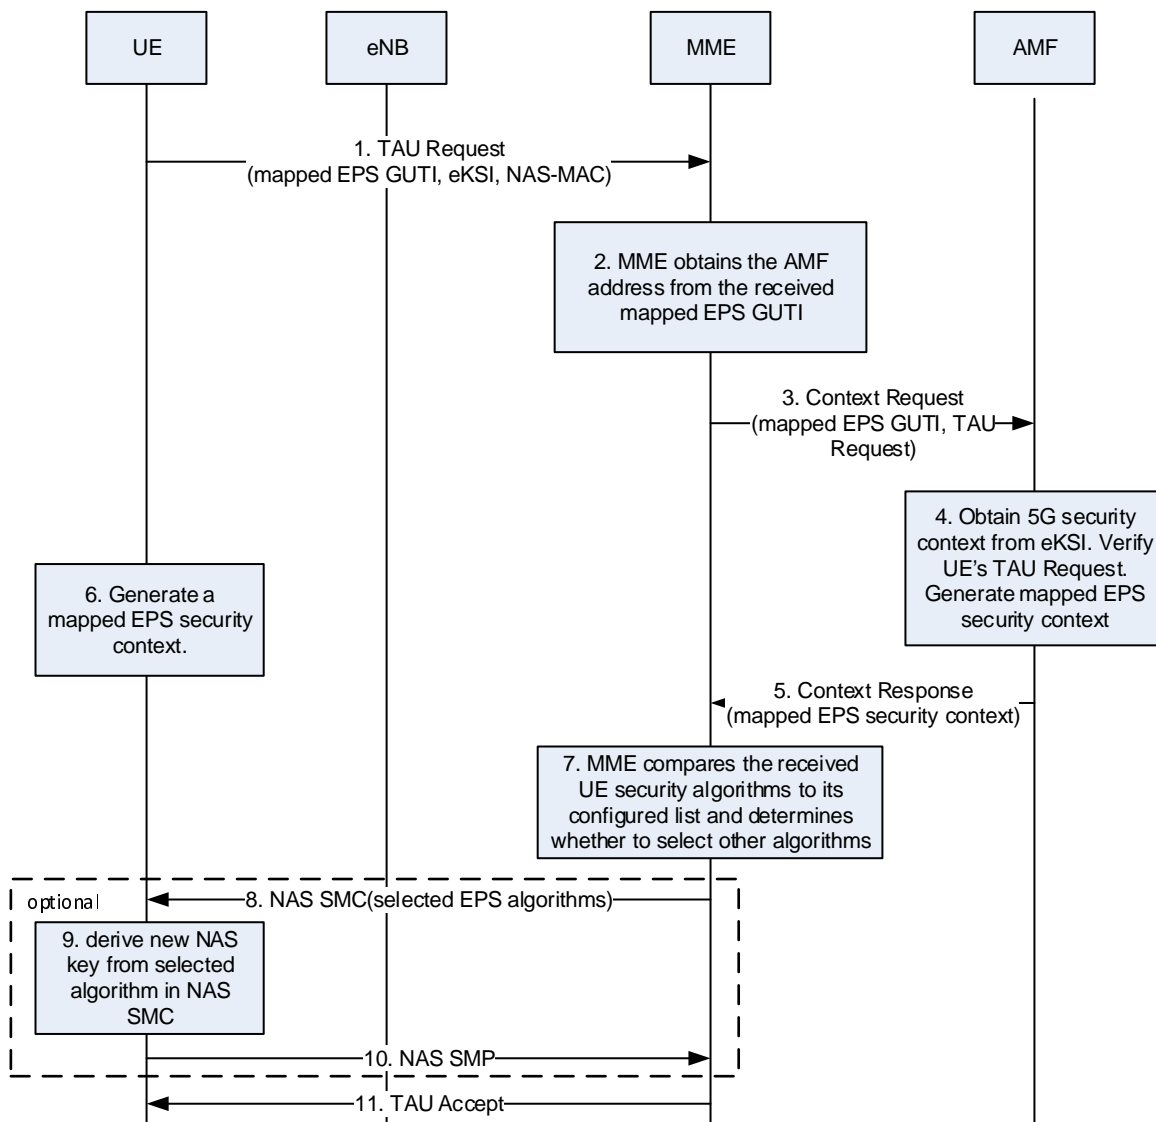 UE
eNB
MME
AMF
1. TAU Request
(mapped EPS GUTI, eKSI, NAS-MAC)
2. MME obtains the AMF
address from the received
mapped EPS GUTI
3. Context Request
(mapped EPS GUTI, TAU
Request)
4. Obtain 5G security
context from eKSI. Verify
UE's TAU Request.
Generate mapped EPS
security context
6. Generate a
mapped EPS security
context.
5. Context Response
(mapped EPS security context)
7. MME compares the received
UE security algorithms to its
configured list and determines
whether to select other algorithms
optional
8. NAS SMC(selected EPS algorithms)
9. derive new NAS
key from selected
algorithm in NAS
SMC
10. NAS SMP
11. TAU Accept